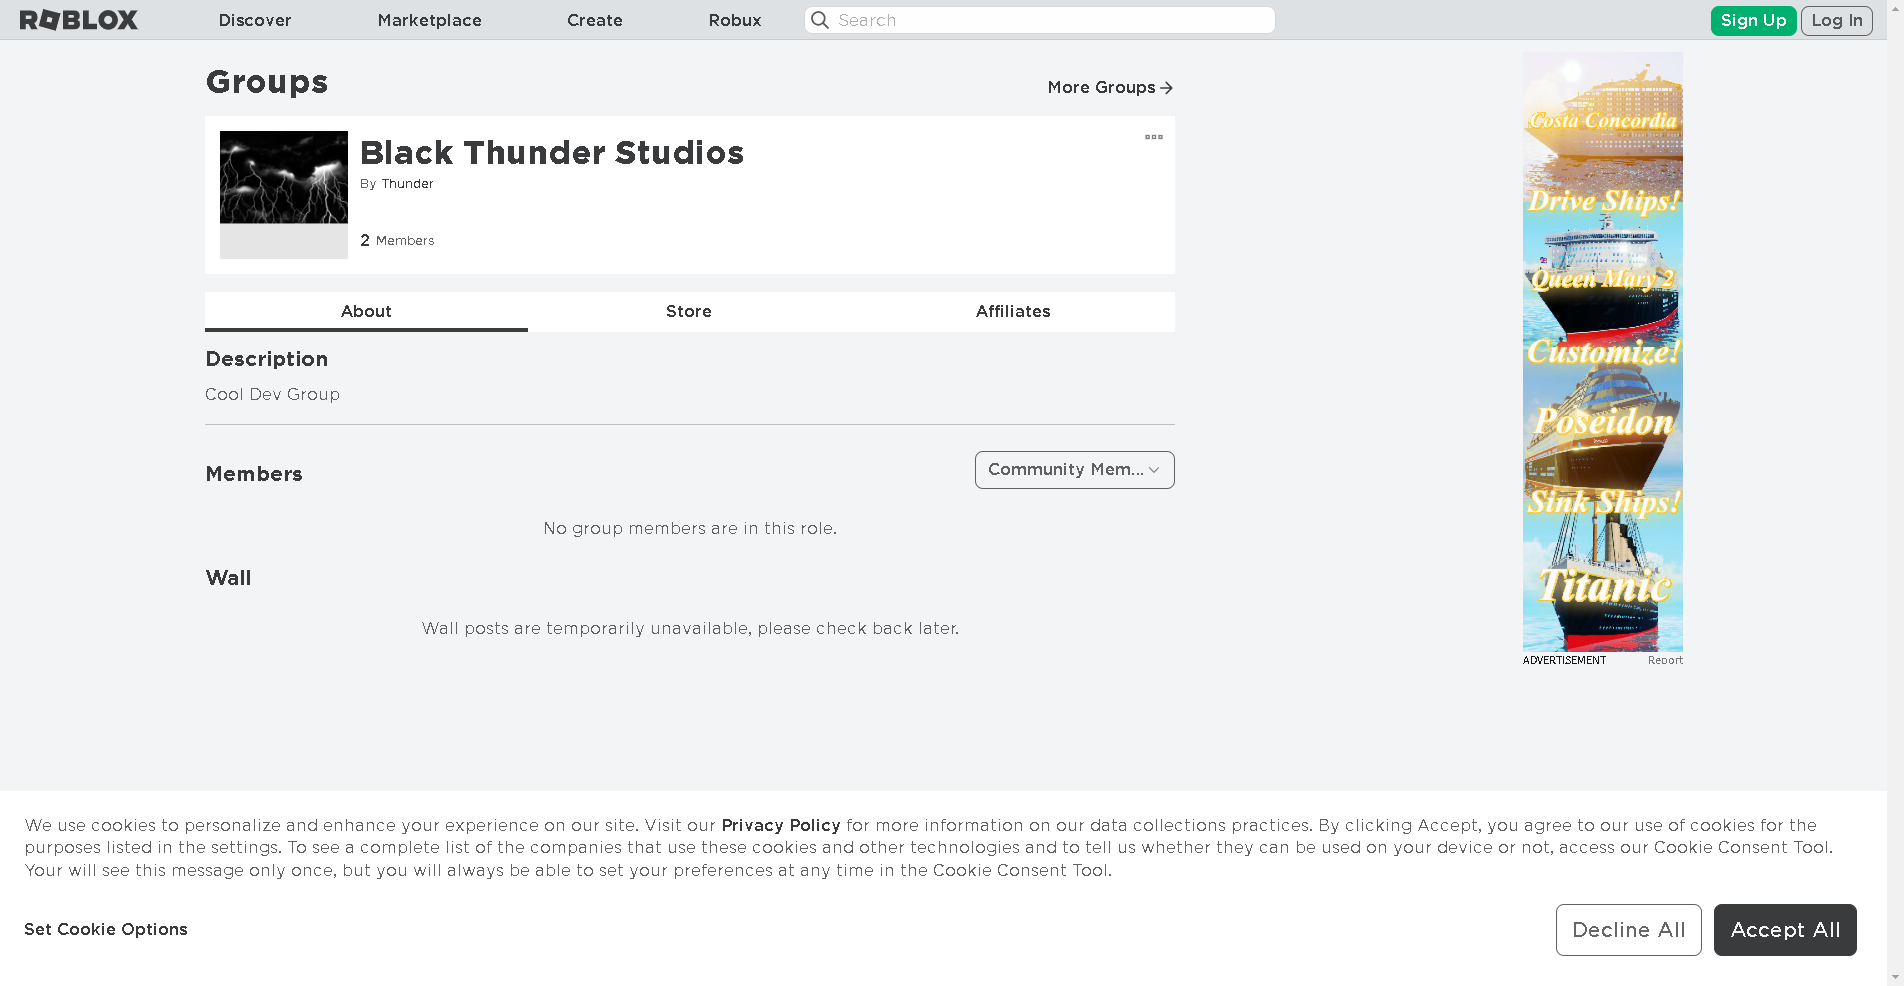 ROBLOX
Discover
Marketplace
Create
Robux
Search
Sign Up
Log In
Groups
More Groups
Black Thunder Studios
By Thunder
2 Members
About
Store
Affiliates
Description
Cool Dev Group
Members
Community Mem...
No group members are in this role.
Wall
Wall posts are temporarily unavailable, please check back later.
Costa Concordia
Drive Ships!
Queen Mary 2
Customize!
Poseidon
Sink Ships!
Titanic
ADVERTISEMENT
Report
We use cookies to personalize and enhance your experience on our site. Visit our Privacy Policy for more information on our data collections practices. By clicking Accept, you agree to our use of cookies for the
purposes listed in the settings. To see a complete list of the companies that use these cookies and other technologies and to tell us whether they can be used on your device or not, access our Cookie Consent Tool.
Your will see this message only once, but you will always be able to set your preferences at any time in the Cookie Consent Tool.
Set Cookie Options
Decline All
Accept All